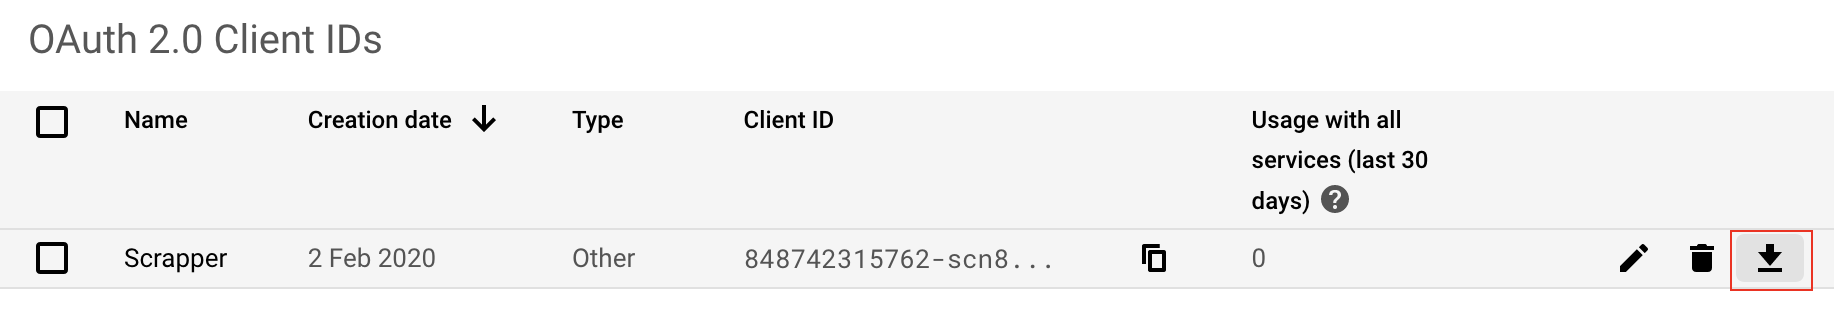 OAuth 2.0 Client IDs
Name Creation date Type Client ID Usage with all
services (last 30
days)
Scrapper 2 Feb 2020 Other 848742315762-scn8... 0